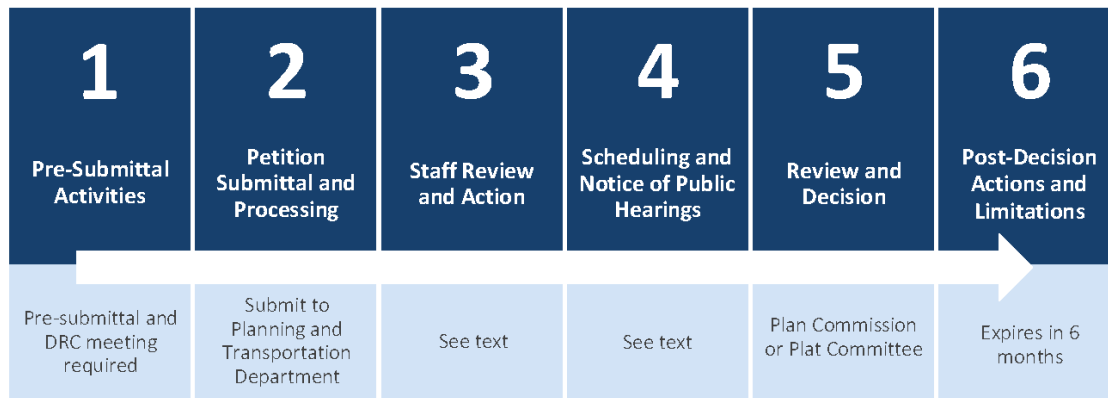 1
Pre-Submittal
Activities
Pre-submittal and
DRC meeting
required
2
Petition
Submittal and
Processing
Submit to
Planning and
Transportation
Department
3
Staff Review
and Action
See text
4
Scheduling and
Notice of Public
Hearings
See text
5
Review and
Decision
Plan Commission
or Plat Committee
6
Post-Decision
Actions and
Limitations
Expires in 6
months